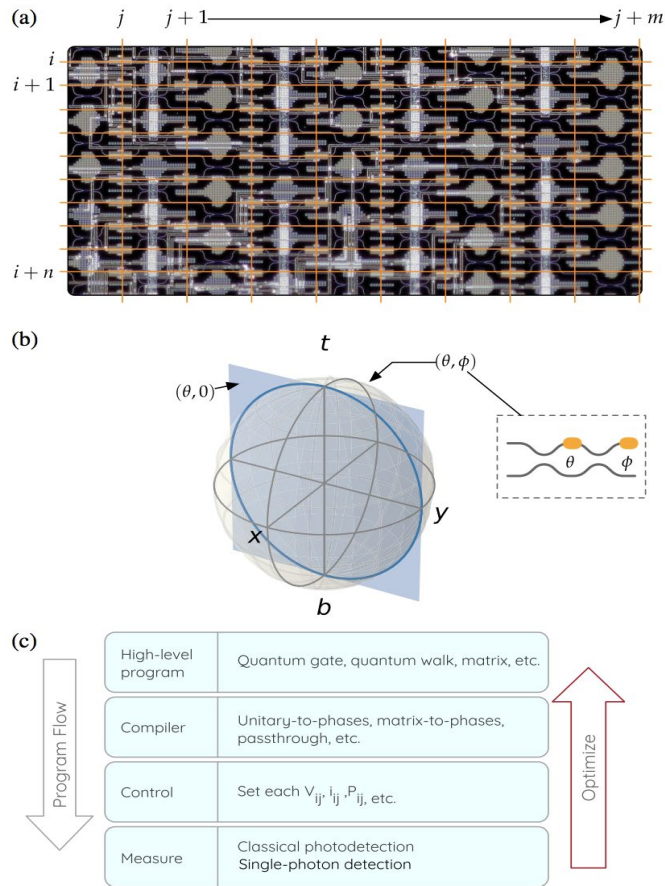 (a)
j
j + 1
j + m
i
i + 1
i + n
(b)
t
(θ, 0)
(θ, ϕ)
θ
ϕ
x
y
b
(c)
Program Flow
High-level
program
Quantum gate, quantum walk, matrix, etc.
Compiler
Unitary-to-phases, matrix-to-phases,
passthrough, etc.
Control
Set each V_ij, i_ij ,P_ij, etc.
Measure
Classical photodetection
Single-photon detection
Optimize